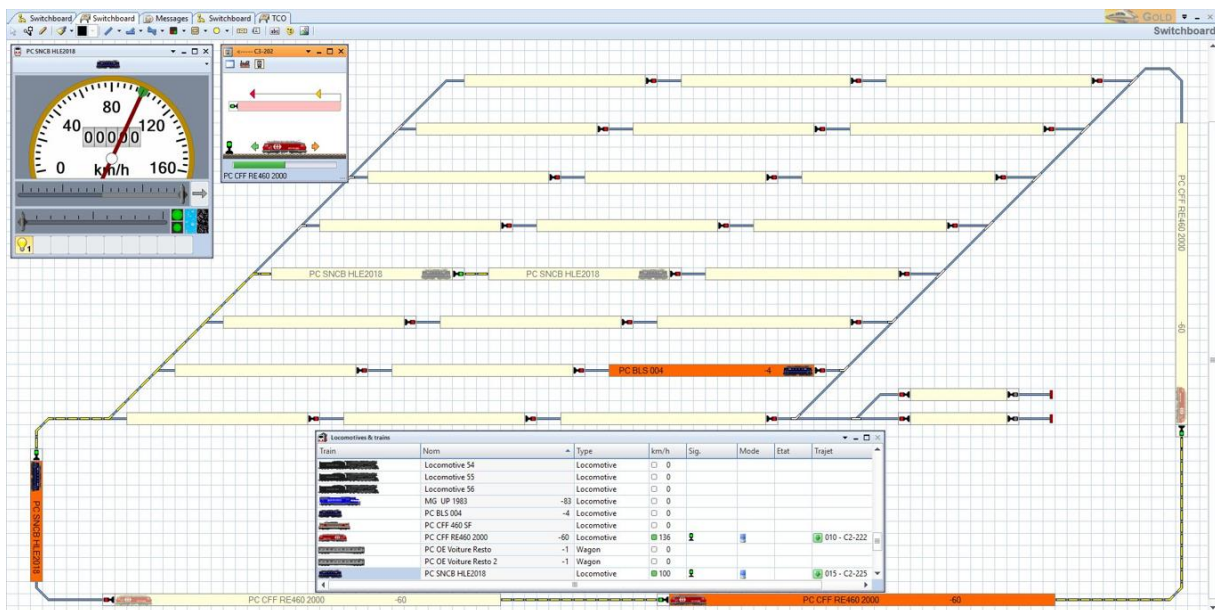 Switchboard Switchboard Messages Switchboard TCO
GOLD
Switchboard
PC SNCB HLE2018
80
40 120
00000
0 km/h 160
1
<----- C3-202
PC CFF RE460 2000 ...
PC CFF RE460 2000 -60
PC SNCB HLE2018
PC SNCB HLE2018
PC BLS 004 -4
PC SNCB HLE2018
PC CFF RE460 2000 -60
PC CFF RE460 2000 -60
Locomotives & trains
Train Nom Type km/h Sig. Mode Etat Trajet
Locomotive 54 Locomotive 0
Locomotive 55 Locomotive 0
Locomotive 56 Locomotive 0
MG UP 1983 -83 Locomotive 0
PC BLS 004 -4 Locomotive 0
PC CFF 460 SF Locomotive 0
PC CFF RE460 2000 -60 Locomotive 136 010 - C2-222
PC OE Voiture Resto -1 Wagon 0
PC OE Voiture Resto 2 -1 Wagon 0
PC SNCB HLE2018 Locomotive 100 015 - C2-225